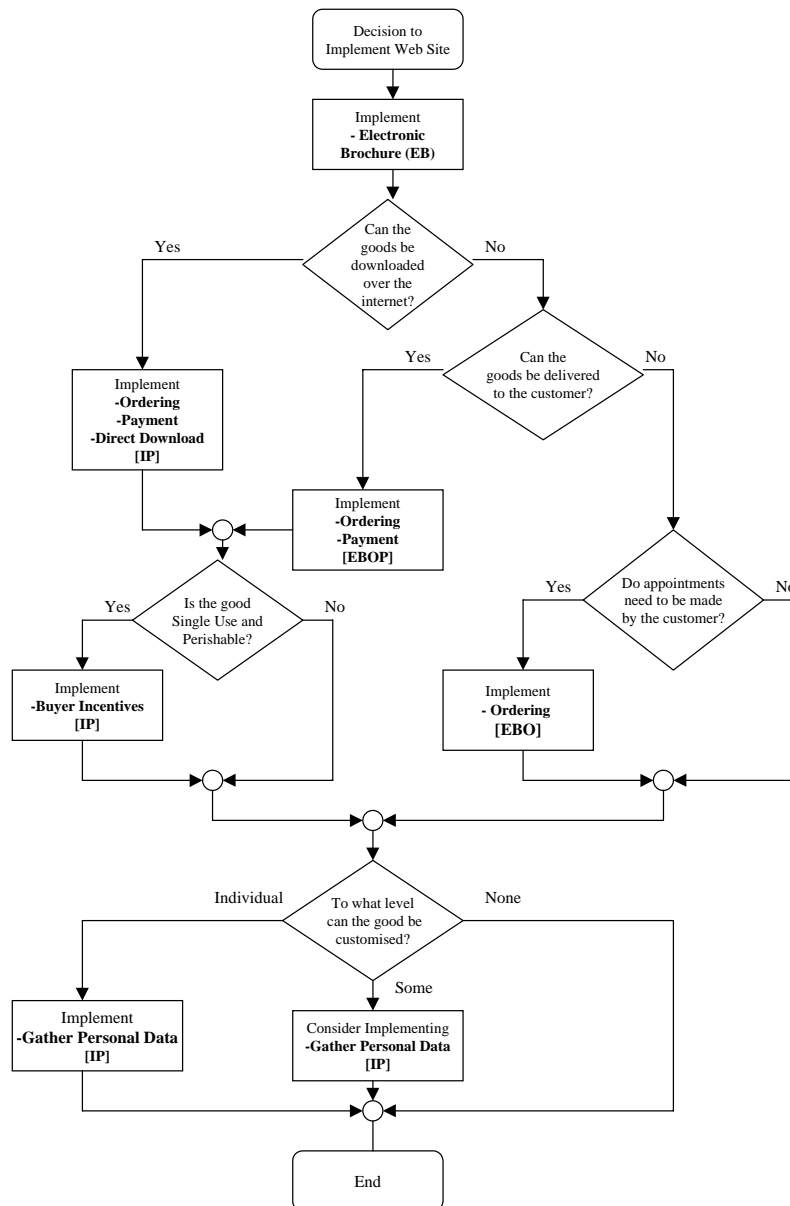 Decision to
Implement Web Site
Implement
- Electronic
Brochure (EB)
Can the
goods be
downloaded
over the
internet?
Yes
No
Can the
goods be delivered
to the customer?
Yes
No
Implement
-Ordering
-Payment
-Direct Download
[IP]
Implement
-Ordering
-Payment
[EBOP]
Is the good
Single Use and
Perishable?
Yes
No
Do appointments
need to be made
by the customer?
Yes
No
Implement
-Buyer Incentives
[IP]
Implement
- Ordering
[EBO]
To what level
can the good be
customised?
Individual
None
Some
Implement
-Gather Personal Data
[IP]
Consider Implementing
-Gather Personal Data
[IP]
End